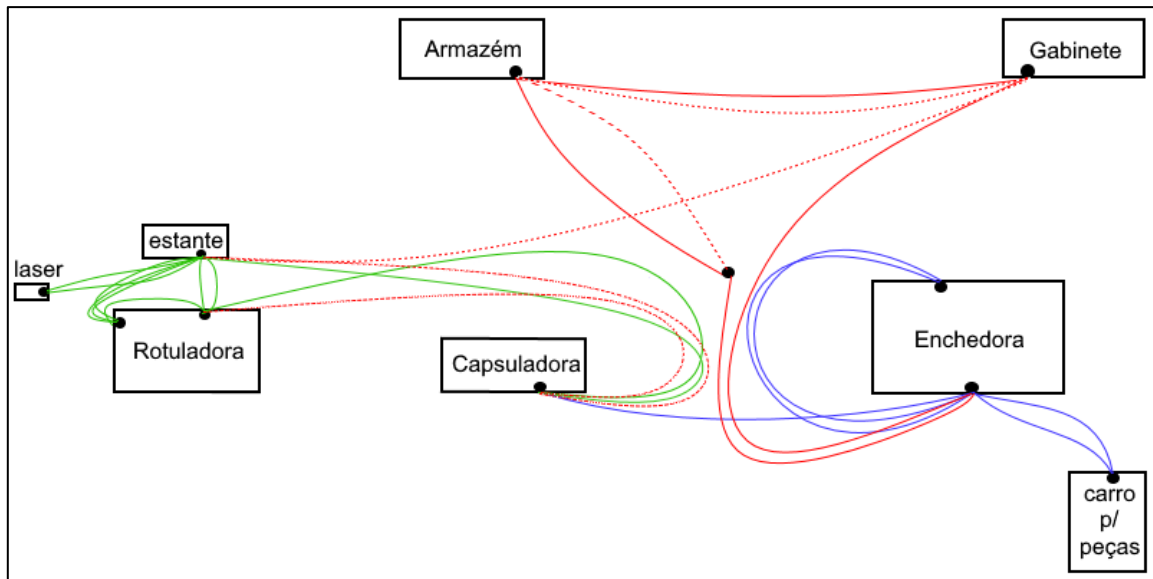 Armazém
Gabinete
estante
laser
Rotuladora
Capsuladora
Enchedora
carro
p/
peças